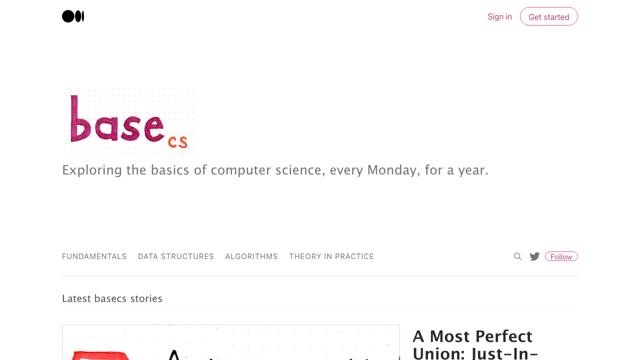 Sign in
Get started
base cs
Exploring the basics of computer science, every Monday, for a year.
FUNDAMENTALS DATA STRUCTURES ALGORITHMS THEORY IN PRACTICE
Follow
Latest basecs stories
A Most Perfect
Union: Just-In-